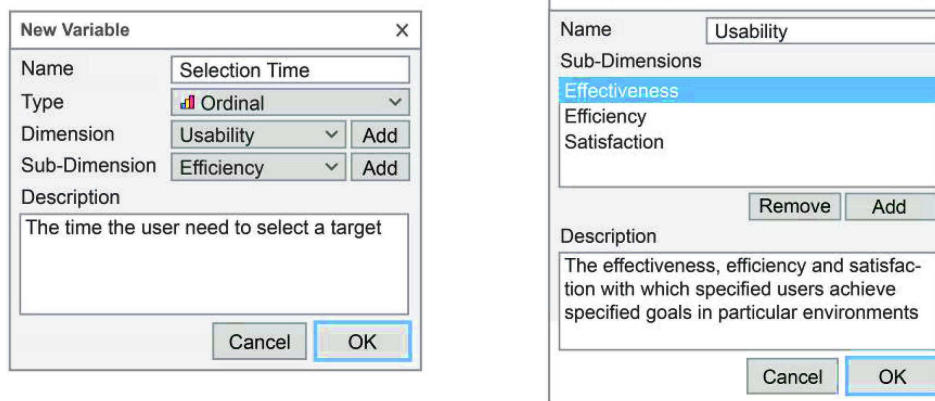 New Variable
Name Selection Time
Type Ordinal
Dimension Usability Add
Sub-Dimension Efficiency Add
Description
The time the user need to select a target
Cancel OK
Name Usability
Sub-Dimensions
Effectiveness
Efficiency
Satisfaction
Remove Add
Description
The effectiveness, efficiency and satisfac-
tion with which specified users achieve
specified goals in particular environments
Cancel OK